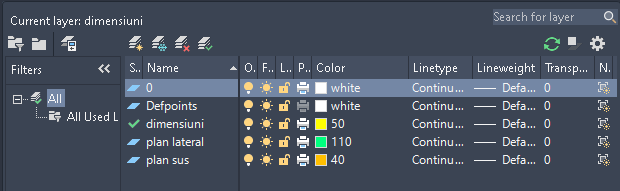 Current layer: dimensiuni
Search for layer
Filters
S.. Name O. F.. L.. P.. Color Linetype Lineweight Transp... N.
All
All Used L
0 white Continu... Defa... 0
Defpoints white Continu... Defa... 0
dimensiuni 50 Continu... Defa... 0
plan lateral 110 Continu... Defa... 0
plan sus 40 Continu... Defa... 0